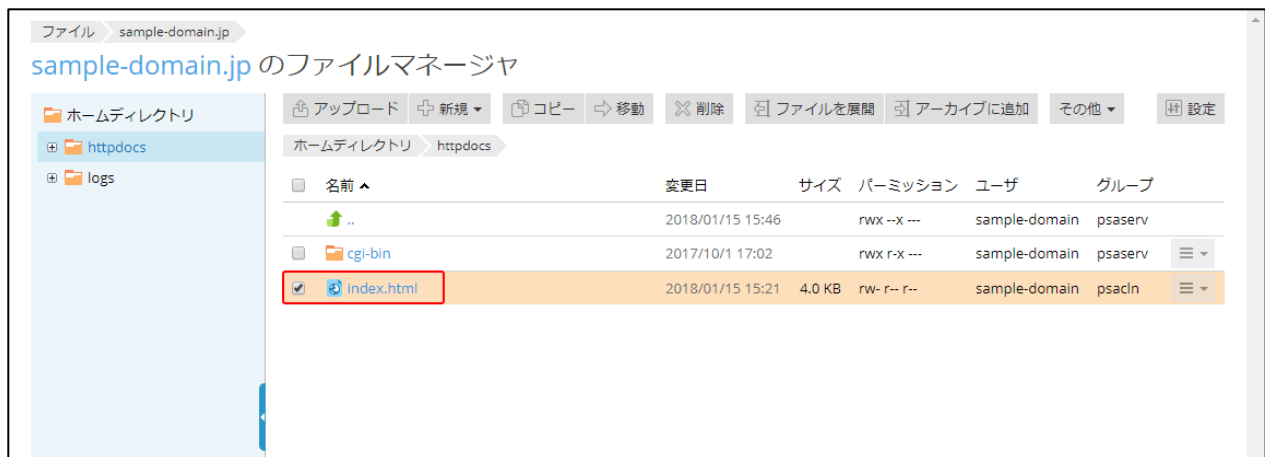 ファイル sample-domain.jp
sample-domain.jp のファイルマネージャ
ホームディレクトリ
httpdocs
logs
アップロード 新規 コピー 移動 削除 ファイルを展開 アーカイブに追加 その他 設定
ホームディレクトリ httpdocs
名前 変更日 サイズ パーミッション ユーザ グループ
.. 2018/01/15 15:46 rwx --x --- sample-domain psaserv
cgi-bin 2017/10/1 17:02 rwx r-x --- sample-domain psaserv
index.html 2018/01/15 15:21 4.0 KB rw- r-- r-- sample-domain psacln